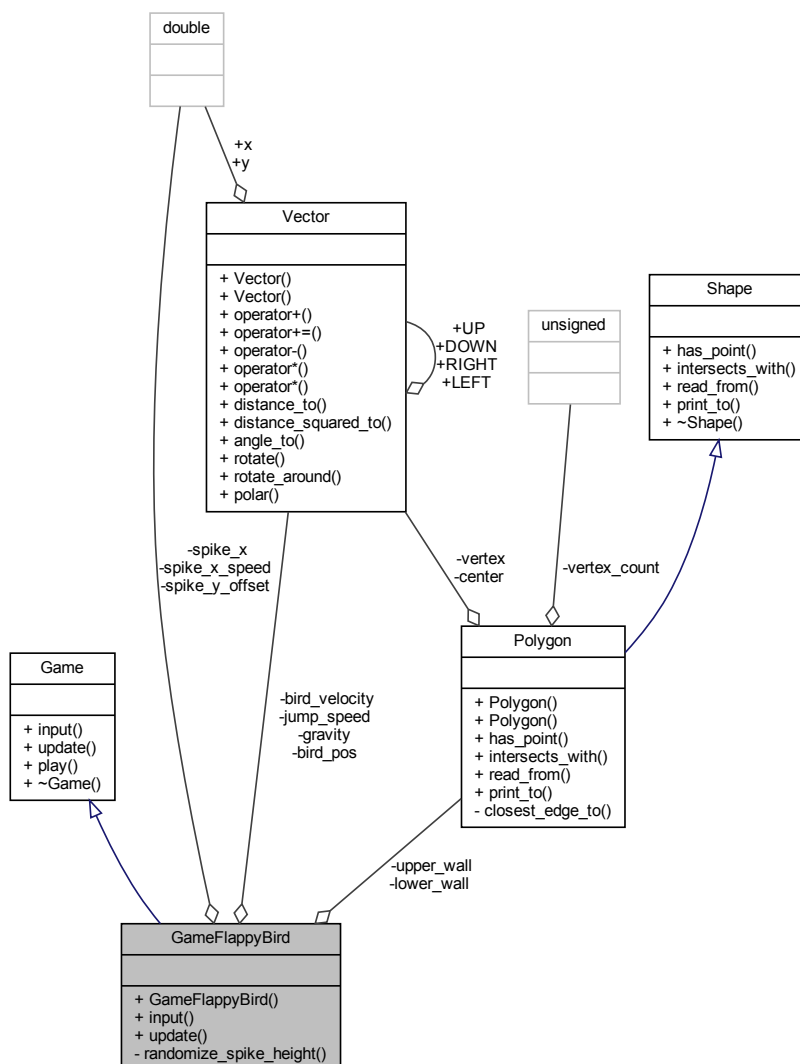 double
+x
+y
Vector
+ Vector()
+ Vector()
+ operator+()
+ operator+=()
+ operator-()
+ operator*()
+ operator*()
+ distance_to()
+ distance_squared_to()
+ angle_to()
+ rotate()
+ rotate_around()
+ polar()
+UP
+DOWN
+RIGHT
+LEFT
unsigned
Shape
+ has_point()
+ intersects_with()
+ read_from()
+ print_to()
+ ~Shape()
-spike_x
-spike_x_speed
-spike_y_offset
-vertex
-center
-vertex_count
Polygon
+ Polygon()
+ Polygon()
+ has_point()
+ intersects_with()
+ read_from()
+ print_to()
- closest_edge_to()
Game
+ input()
+ update()
+ play()
+ ~Game()
-bird_velocity
-jump_speed
-gravity
-bird_pos
-upper_wall
-lower_wall
GameFlappyBird
+ GameFlappyBird()
+ input()
+ update()
- randomize_spike_height()